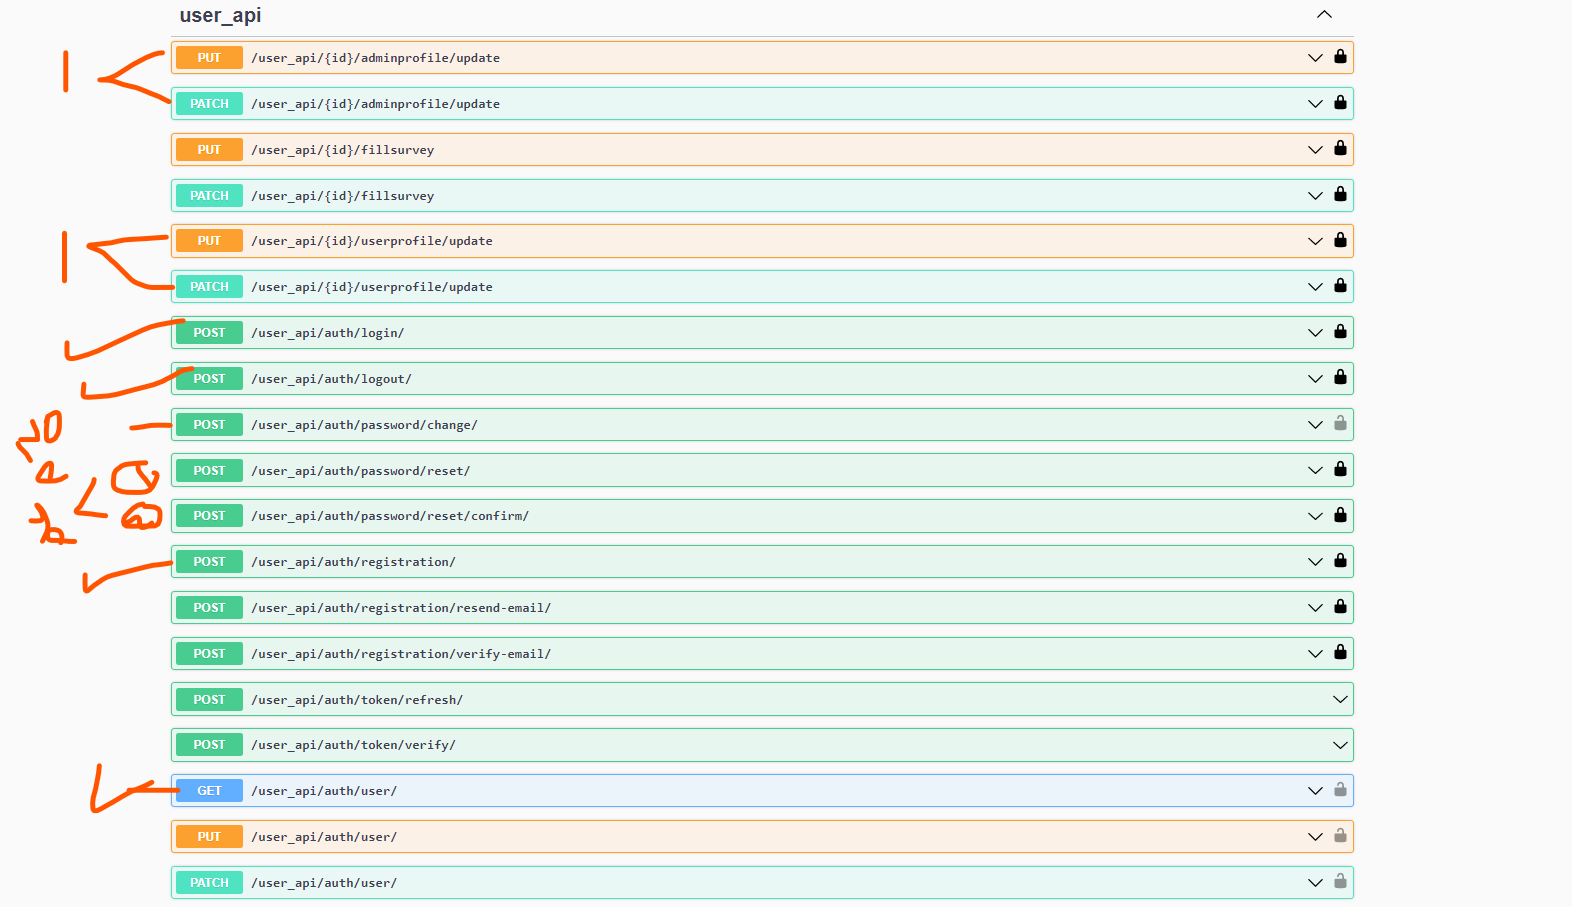 user_api
PUT /user_api/{id}/adminprofile/update
PATCH /user_api/{id}/adminprofile/update
PUT /user_api/{id}/fillsurvey
PATCH /user_api/{id}/fillsurvey
PUT /user_api/{id}/userprofile/update
PATCH /user_api/{id}/userprofile/update
POST /user_api/auth/login/
POST /user_api/auth/logout/
POST /user_api/auth/password/change/
POST /user_api/auth/password/reset/
POST /user_api/auth/password/reset/confirm/
POST /user_api/auth/registration/
POST /user_api/auth/registration/resend-email/
POST /user_api/auth/registration/verify-email/
POST /user_api/auth/token/refresh/
POST /user_api/auth/token/verify/
GET /user_api/auth/user/
PUT /user_api/auth/user/
PATCH /user_api/auth/user/